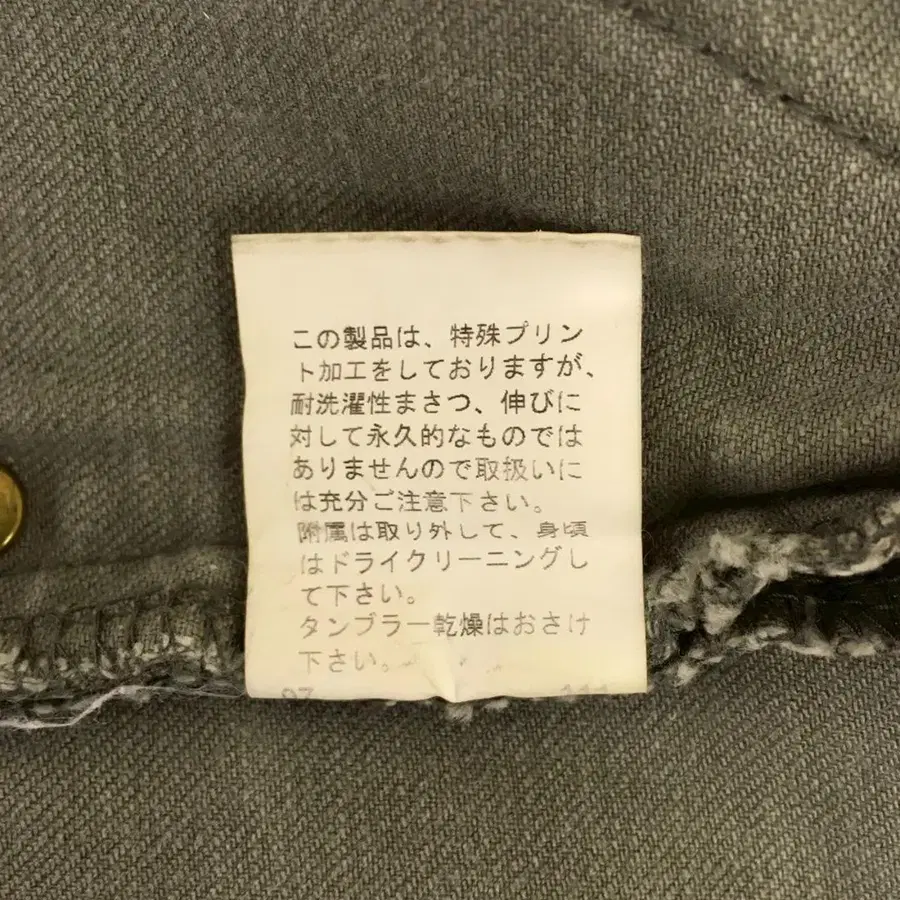 この製品は、特殊プリン
ト加工をしておりますが、
耐洗濯性まさつ、伸びに
対して永久的なものでは
ありませんので取扱いに
は充分ご注意下さい。
附属は取り外して、身頃
はドライクリーニングし
て下さい。
タンブラー乾燥はおさけ
下さい。